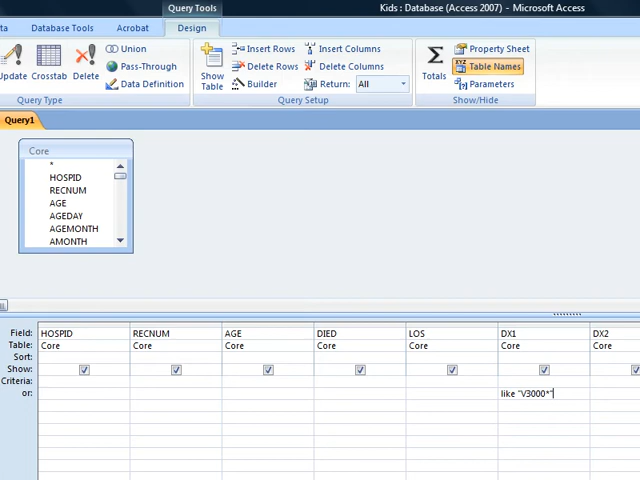 Query Tools
Kids : Database (Access 2007) - Microsoft Access
ta
Database Tools
Acrobat
Design
Update
Crosstab
Delete
Union
Pass-Through
Data Definition
Query Type
Show
Table
Insert Rows
Delete Rows
Builder
Insert Columns
Delete Columns
Return:
All
Query Setup
Totals
Property Sheet
XYZ
Table Names
Parameters
Show/Hide
Query1
Core
*
HOSPID
RECNUM
AGE
AGEDAY
AGEMONTH
AMONTH
Field: HOSPID RECNUM AGE DIED LOS DX1 DX2
Table: Core Core Core Core Core Core Core
Sort:
Show:
Criteria:
or: like "V3000*"